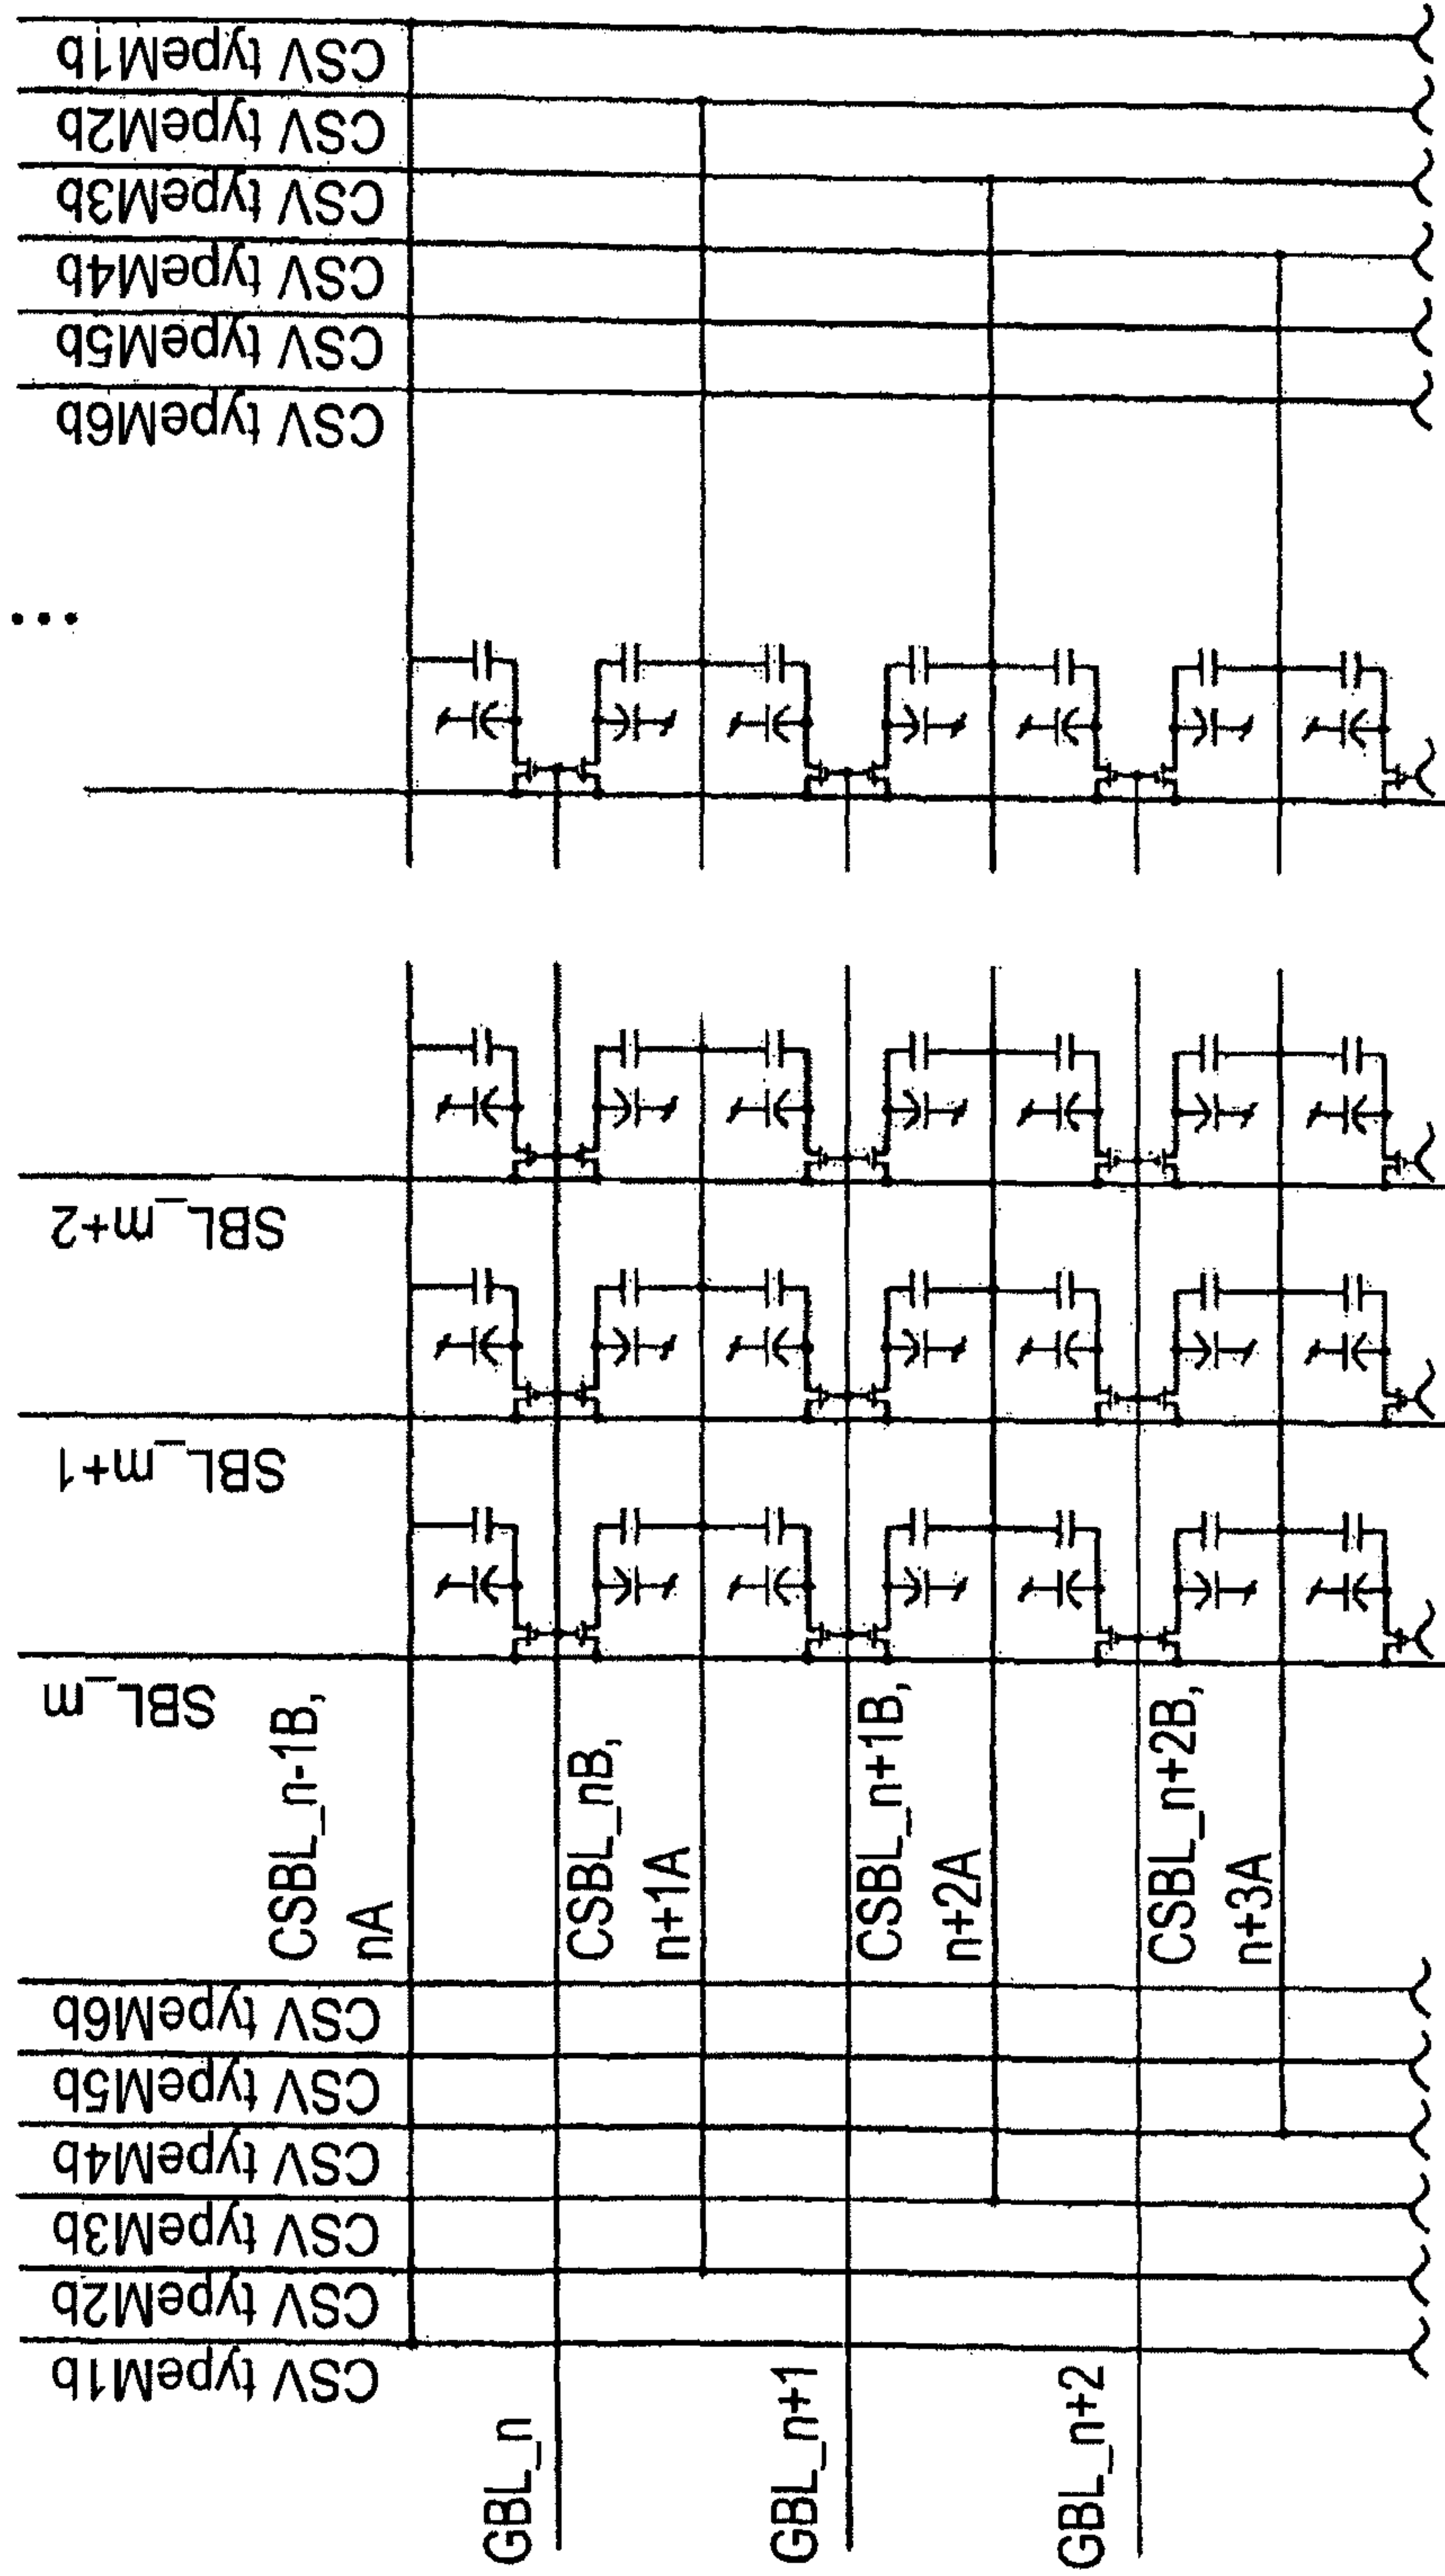 CSV typeM1b
CSV typeM2b
CSV typeM3b
CSV typeM4b
CSV typeM5b
CSV typeM6b
SBL_m
SBL_m+1
SBL_m+2
...
CSV typeM6b
CSV typeM5b
CSV typeM4b
CSV typeM3b
CSV typeM2b
CSV typeM1b
CSBL_n-1B,
nA
GBL_n
CSBL_nB,
n+1A
GBL_n+1
CSBL_n+1B,
n+2A
GBL_n+2
CSBL_n+2B,
n+3A